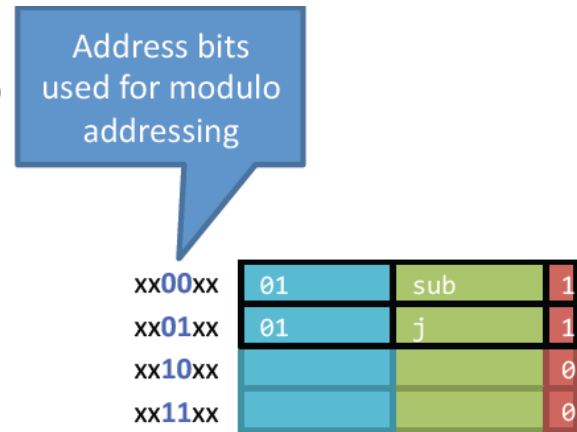 Address bits
used for modulo
addressing
)
xx00xx 01 sub 1
xx01xx 01 j 1
xx10xx 0
xx11xx 0